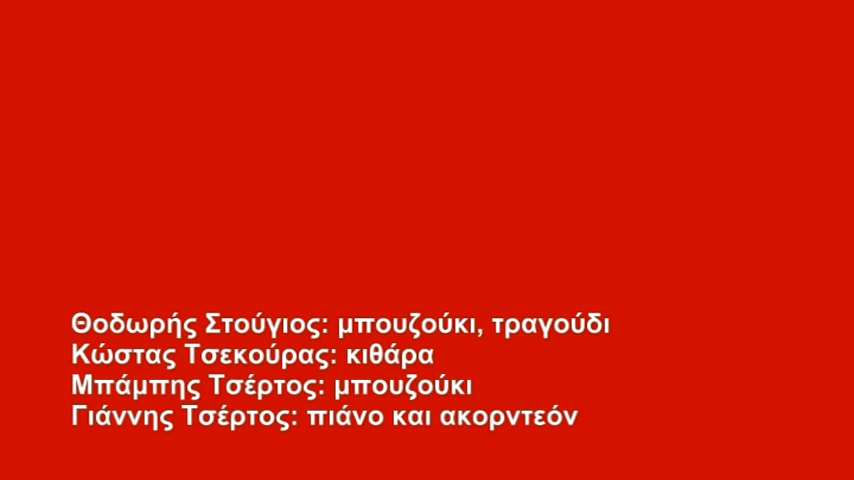 Θοδωρής Στούγιος: μπουζούκι, τραγούδι
Κώστας Τσεκούρας: κιθάρα
Μπάμπης Τσέρτος: μπουζούκι
Γιάννης Τσέρτος: πιάνο και ακορντεόν